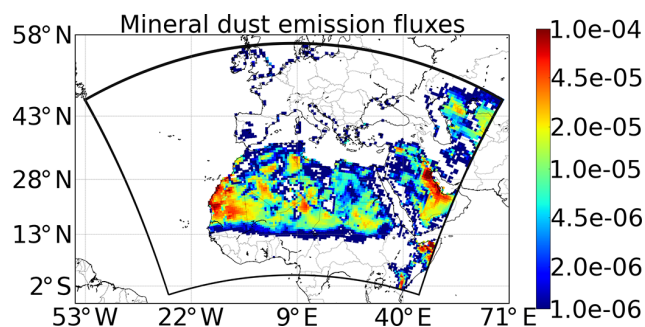 Mineral dust emission fluxes
58° N
43° N
28° N
13° N
2° S
53° W
22° W
9° E
40° E
71° E
1.0e-04
4.5e-05
2.0e-05
1.0e-05
4.5e-06
2.0e-06
1.0e-06